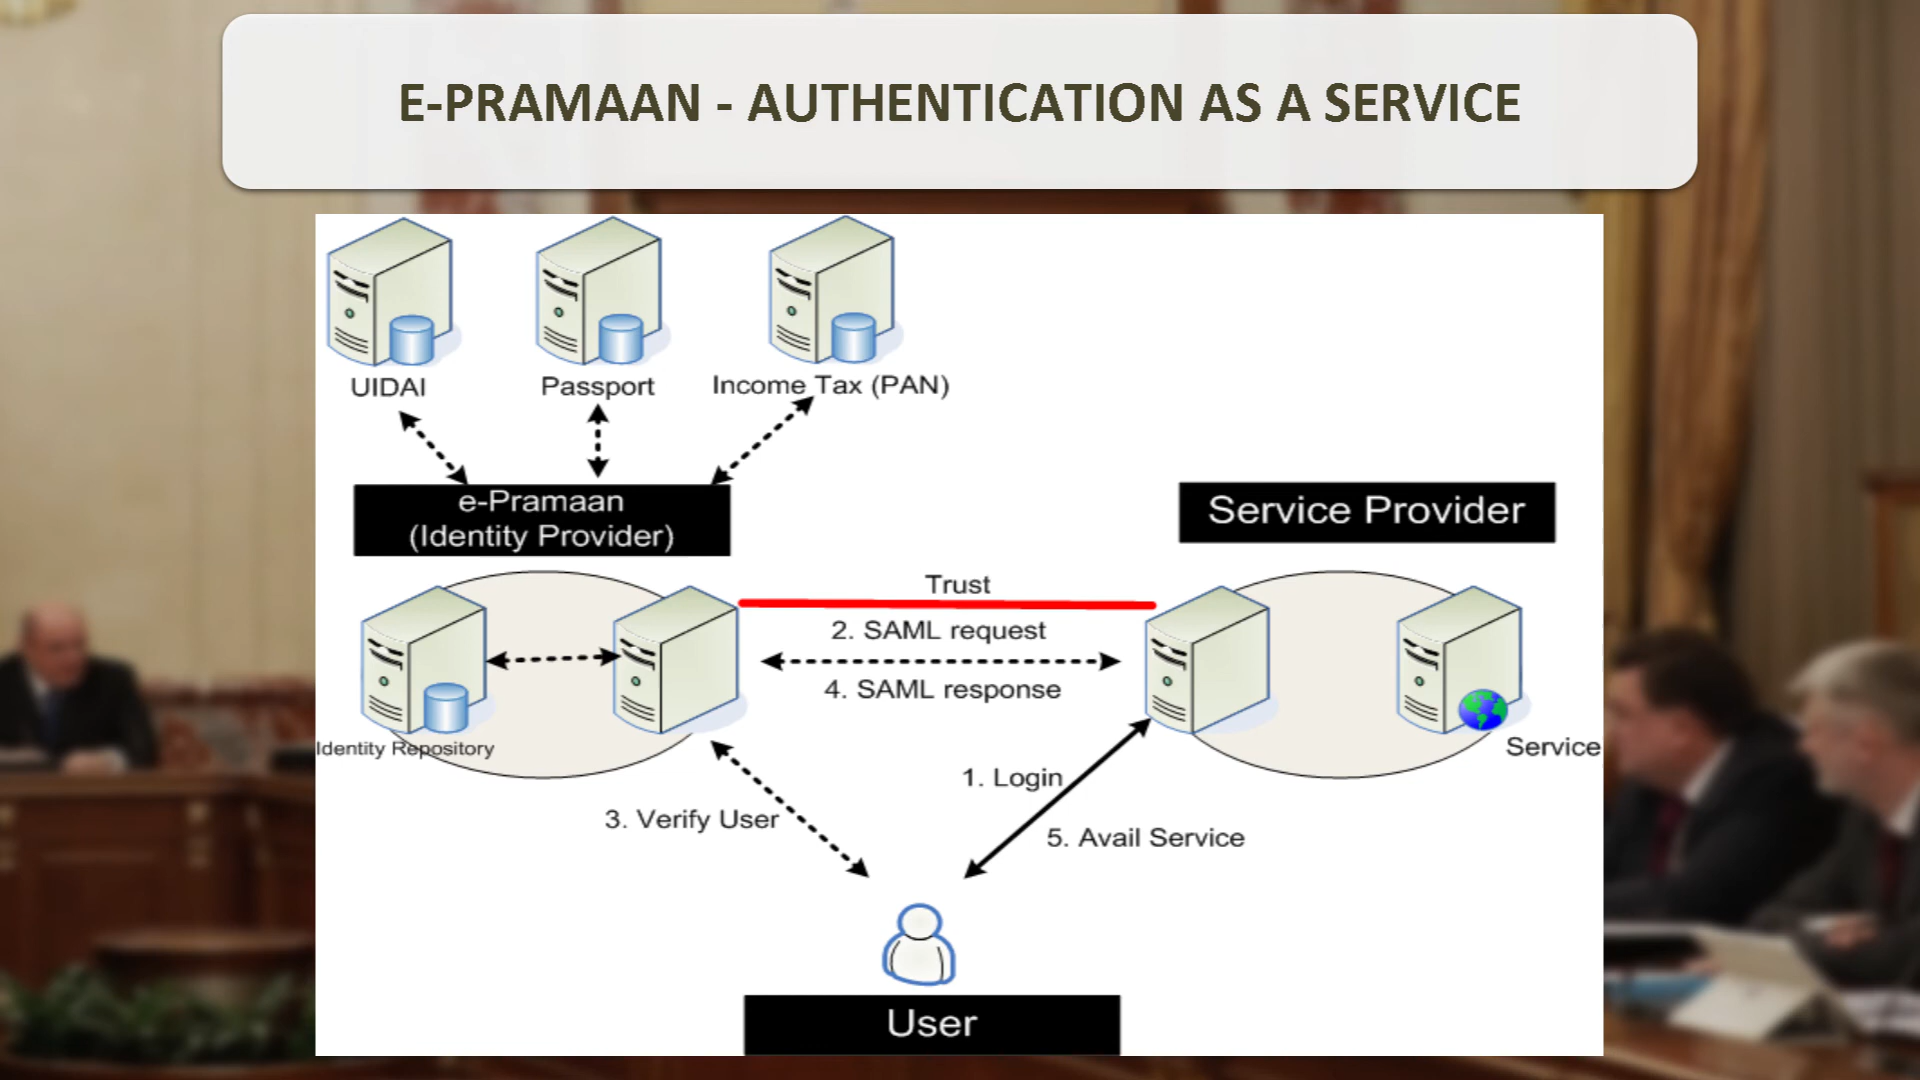 E-PRAMAAN - AUTHENTICATION AS A SERVICE
UIDAI
Passport
Income Tax (PAN)
e-Pramaan
(Identity Provider)
Service Provider
Trust
2. SAML request
4. SAML response
Identity Repository
Service
1. Login
3. Verify User
5. Avail Service
User